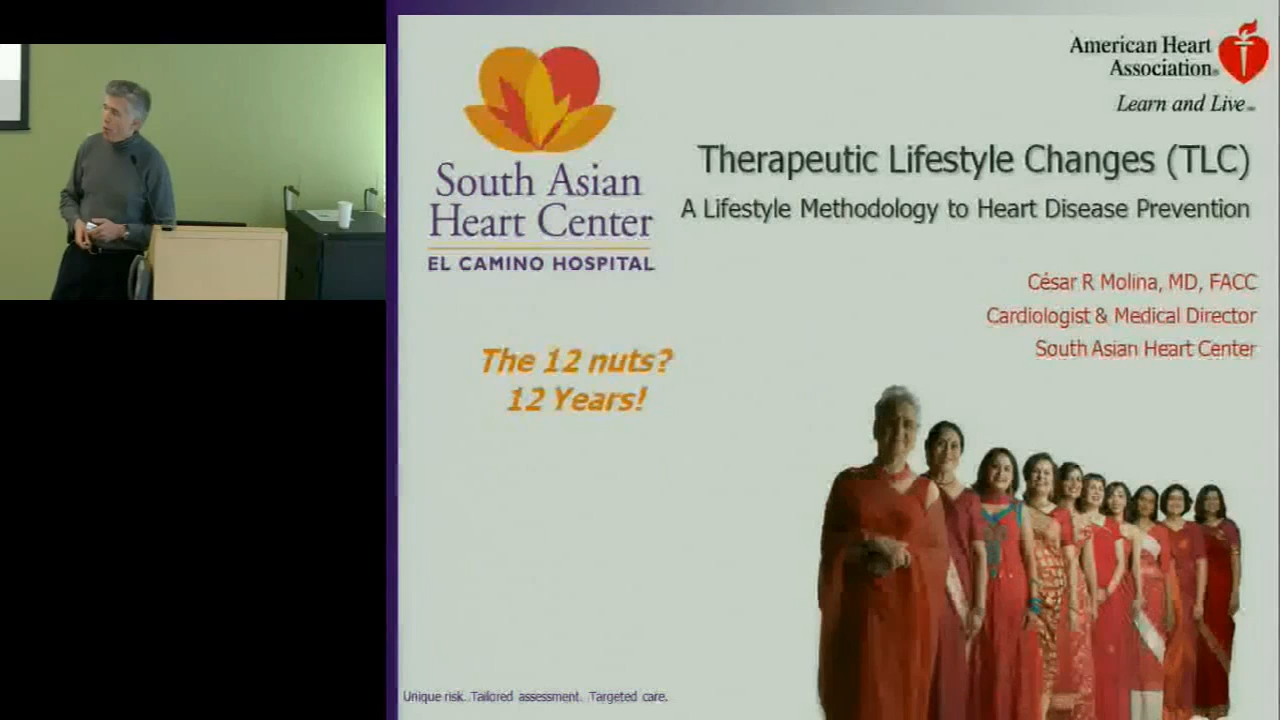 American Heart
Association®
Learn and Live
South Asian
Heart Center
EL CAMINO HOSPITAL
Therapeutic Lifestyle Changes (TLC)
A Lifestyle Methodology to Heart Disease Prevention
César R Molina, MD, FACC
Cardiologist & Medical Director
South Asian Heart Center
The 12 nuts?
12 Years!
Unique risk. Tailored assessment. Targeted care.